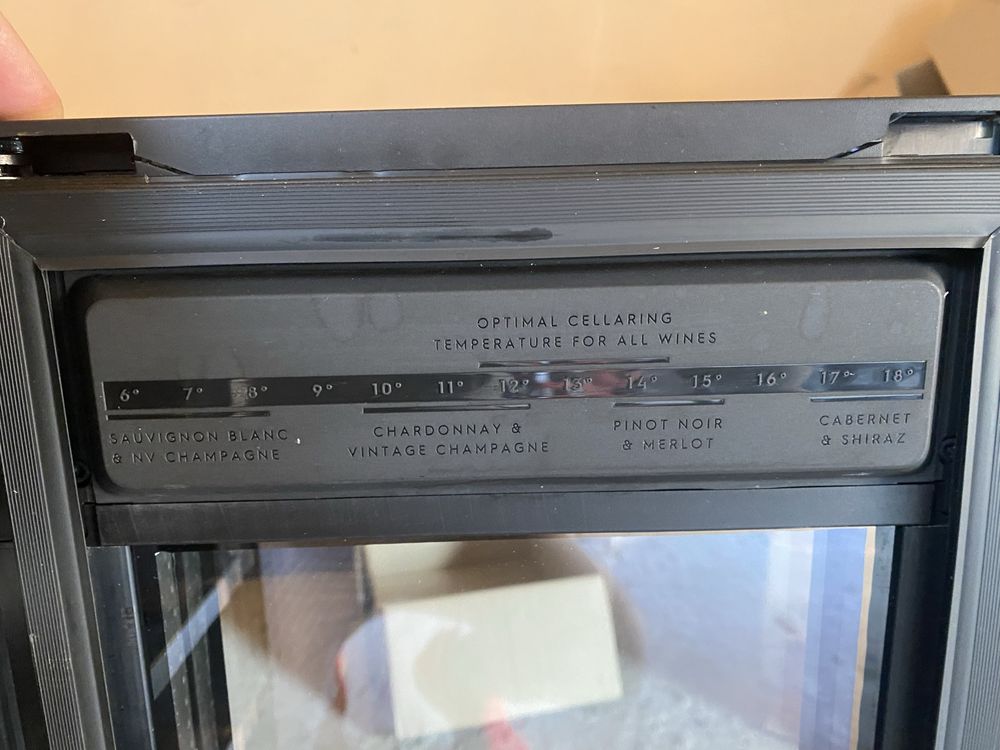 OPTIMAL CELLARING
TEMPERATURE FOR ALL WINES
6° 7° 8° 9° 10° 11° 12° 13° 14° 15° 16° 17° 18°
SAUVIGNON BLANC
& NV CHAMPAGNE
CHARDONNAY &
VINTAGE CHAMPAGNE
PINOT NOIR
& MERLOT
CABERNET
& SHIRAZ